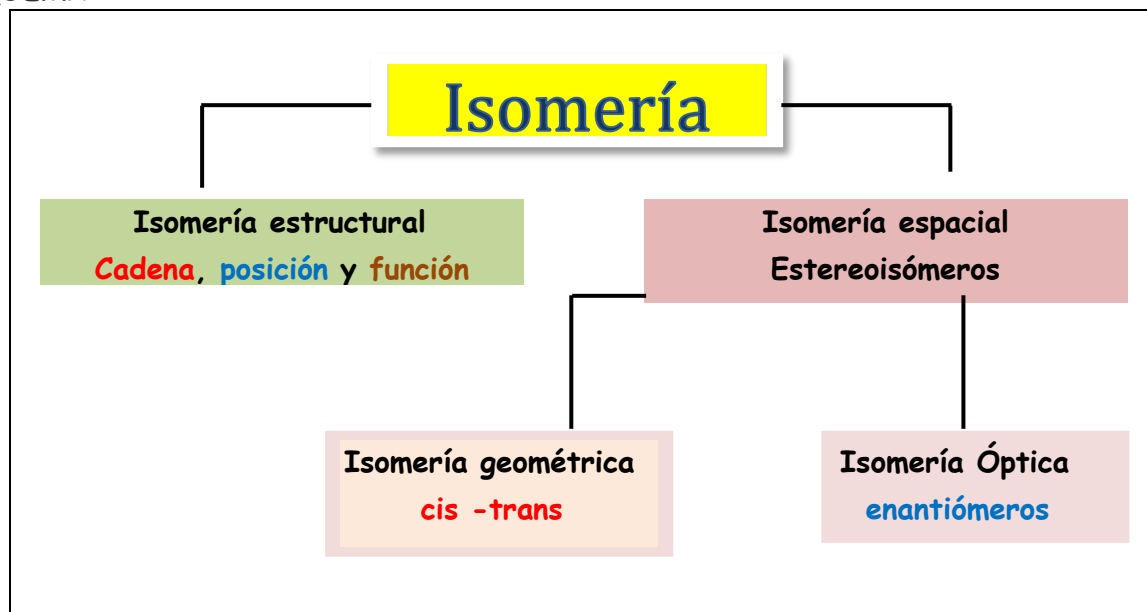 Isomería
Isomería estructural
Cadena, posición y función
Isomería espacial
Estereoisómeros
Isomería geométrica
cis -trans
Isomería Óptica
enantiómeros